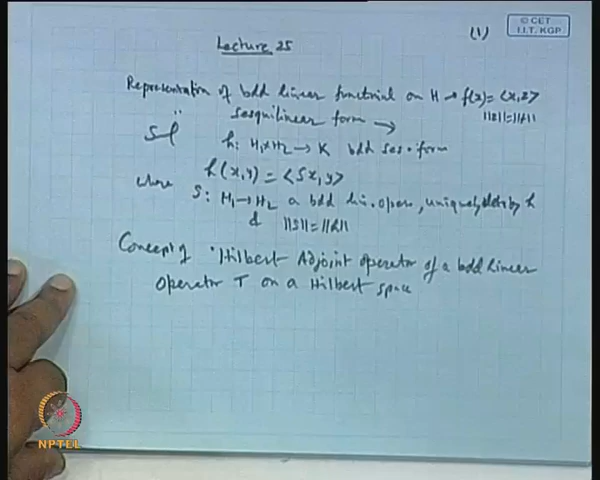 (1)
© CET
I.I.T. KGP
Lecture 25
Representation of bdd linear functional on H → f(x) = <x,z>
||z|| = ||f||
" sesquilinear form →
h: H₁×H₂ → K bdd ses. form
h(x,y) = <Sx,y>
where S: H₁ → H₂ a bdd lin. oper, uniquely det by h
& ||S|| = ||h||
Concept of Hilbert Adjoint operator of a bdd linear
operator T on a Hilbert space
NPTEL